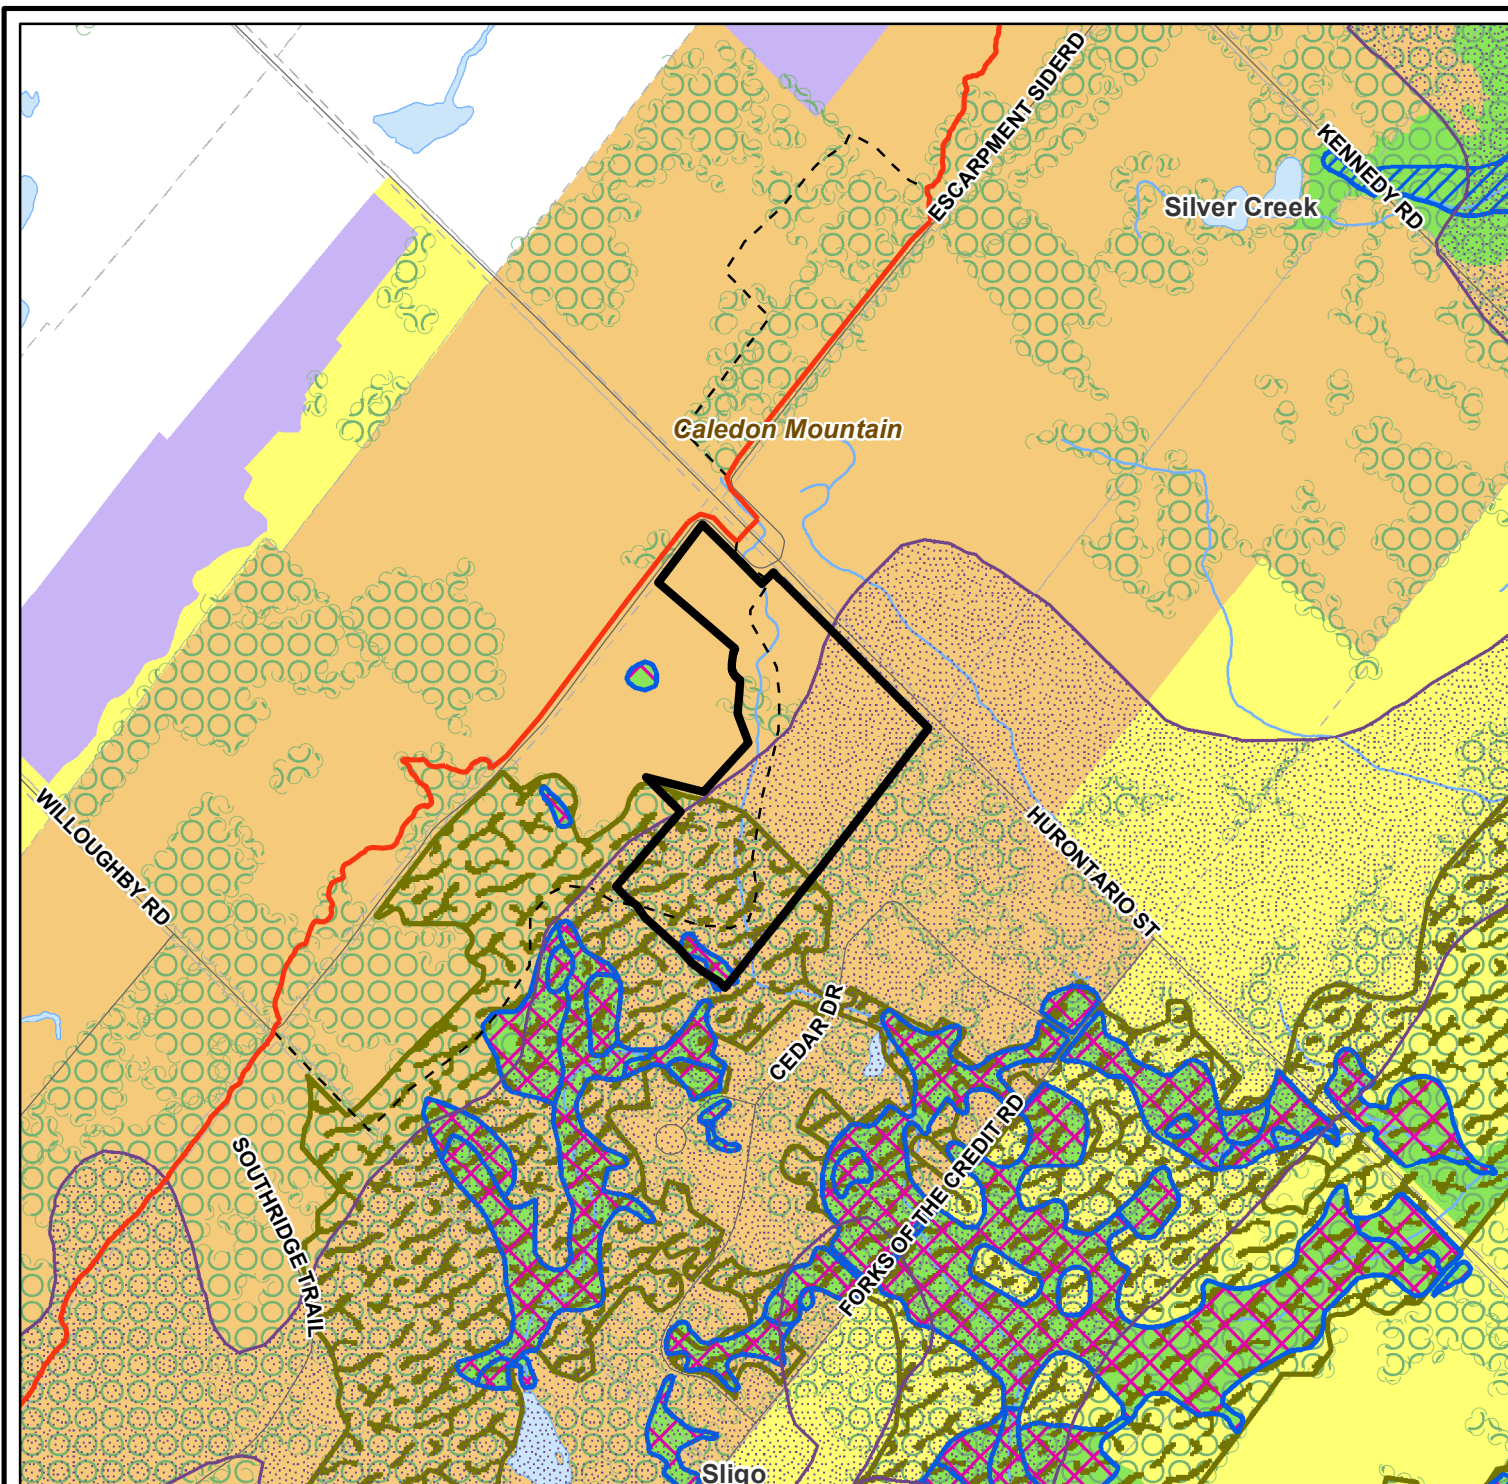 ESCARPMENT SIDERD
KENNEDY RD
Silver Creek
Caledon Mountain
WILLOUGHBY RD
HURONTARIO ST
CEDAR DR
FORKS OF THE CREDIT RD
SOUTHRIDGE TRAIL
Sligo